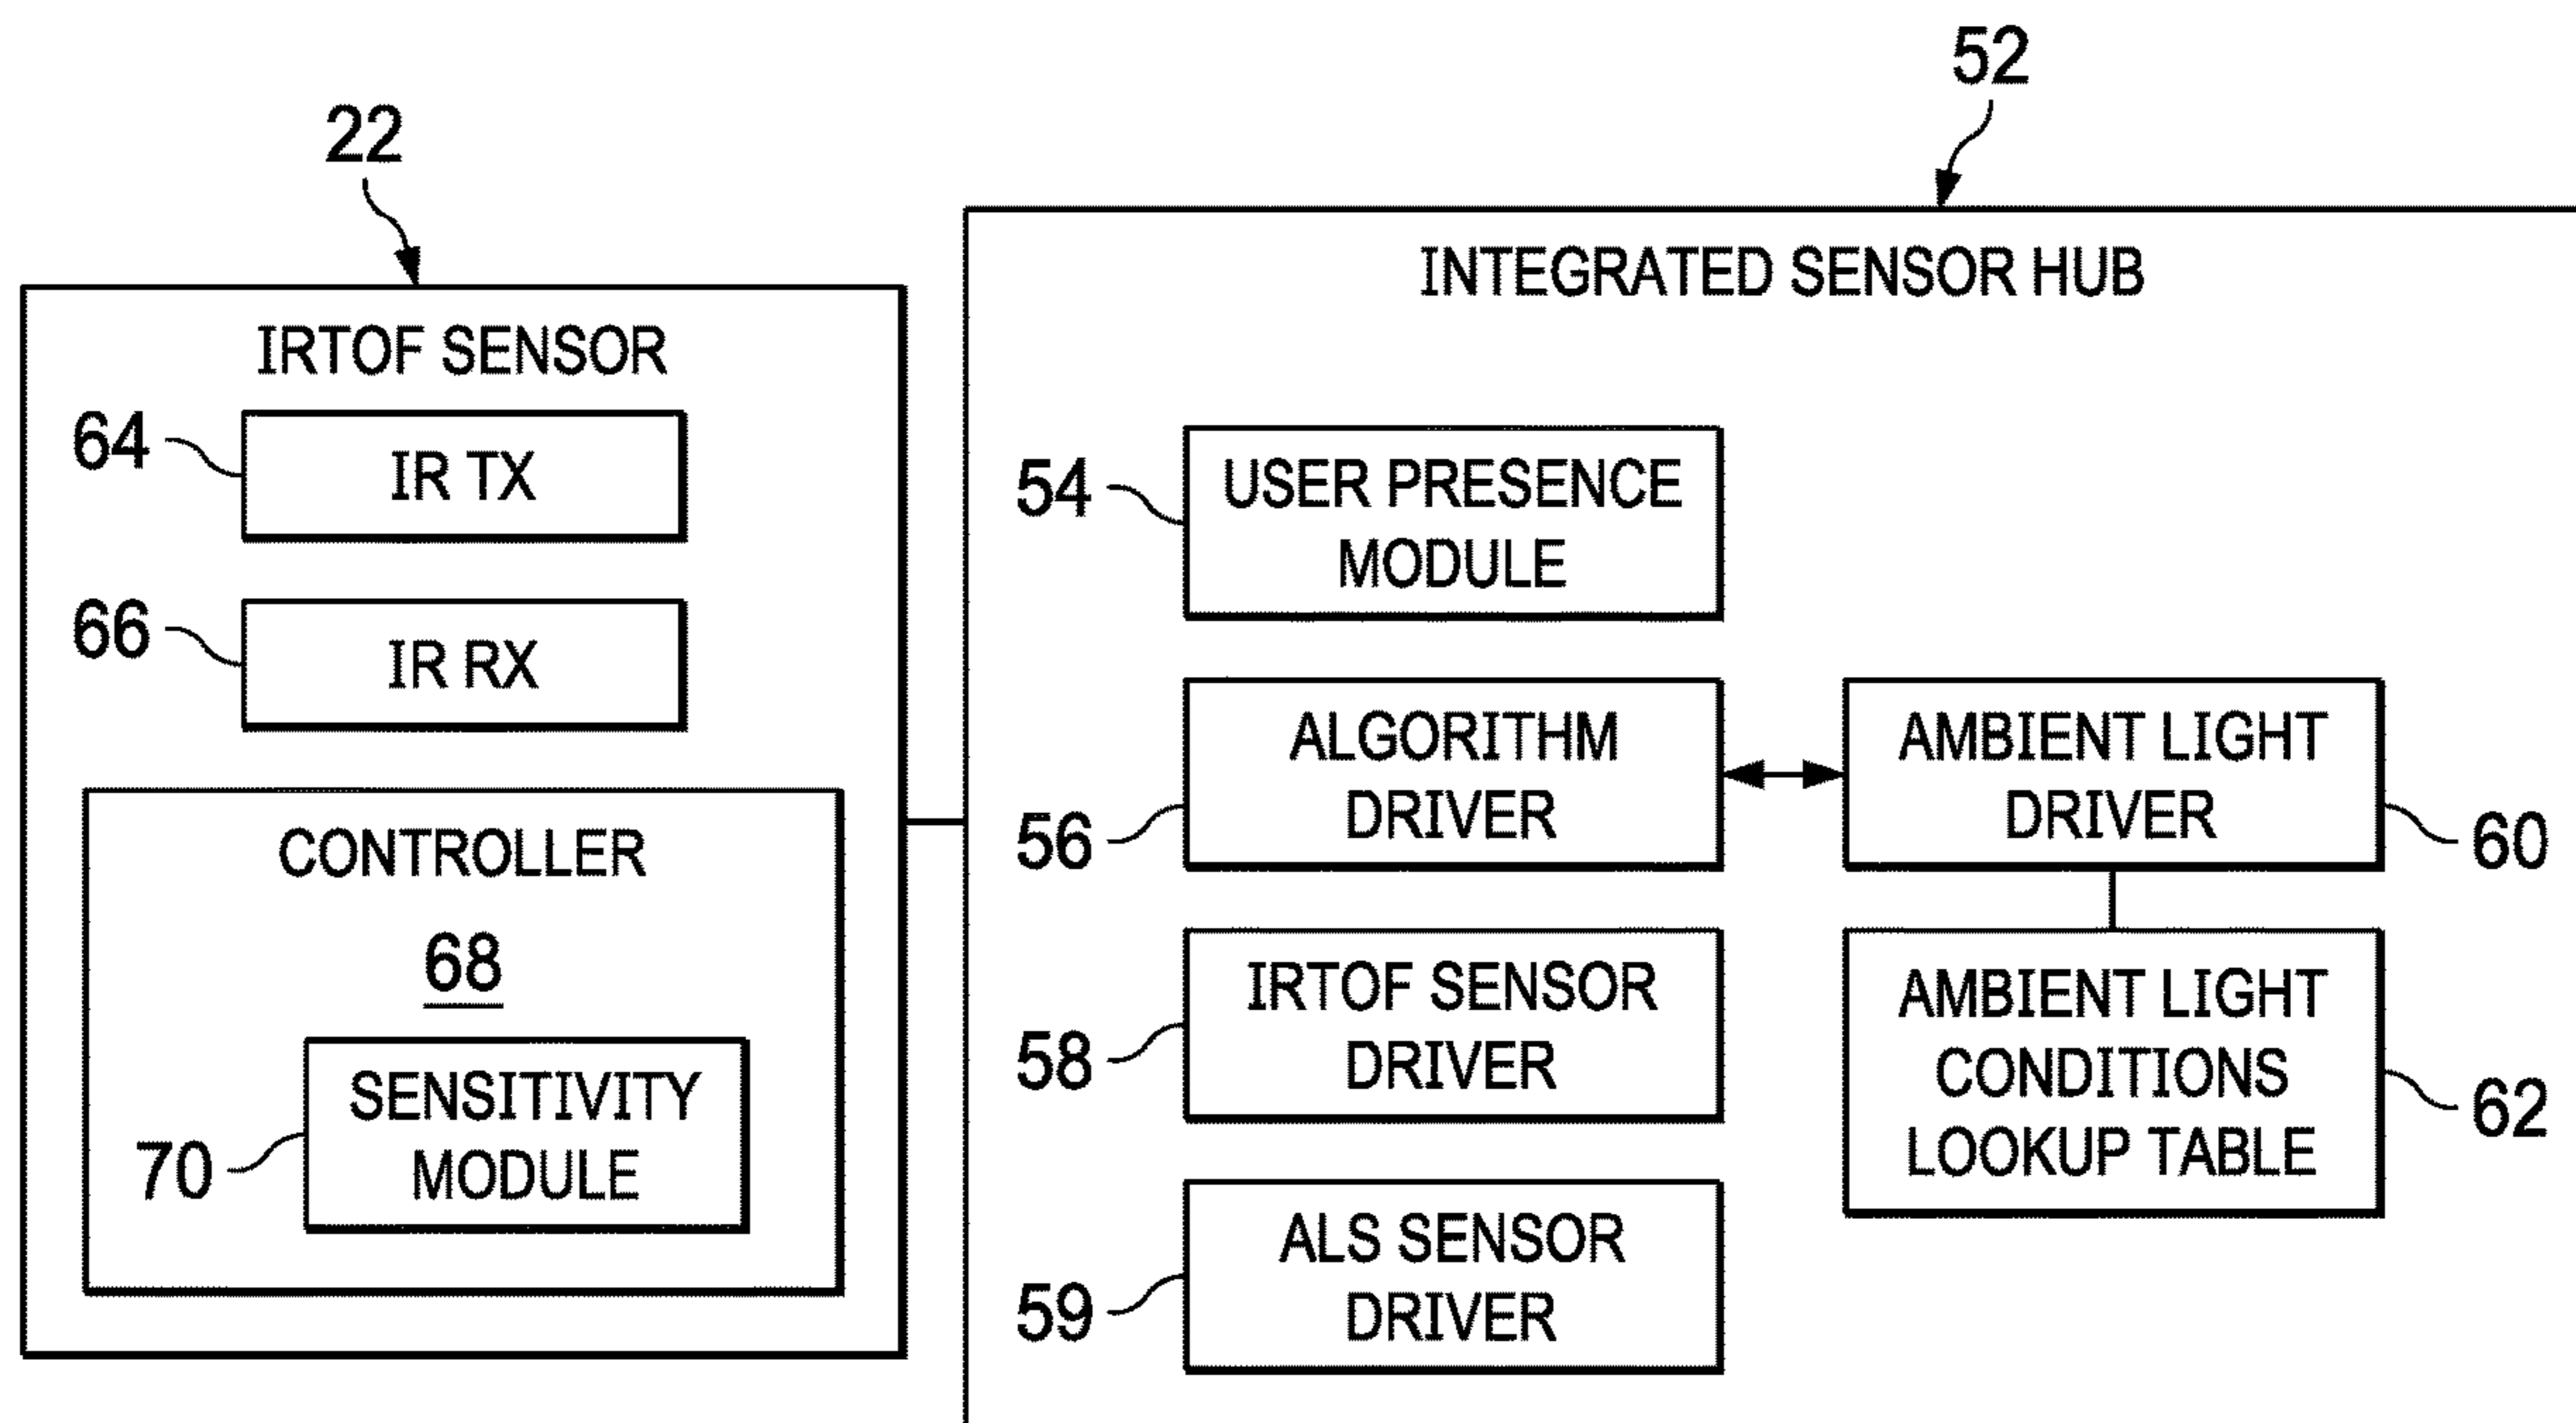 22
IRTOF SENSOR
64
IR TX
66
IR RX
CONTROLLER
68
70
SENSITIVITY
MODULE
52
INTEGRATED SENSOR HUB
54
USER PRESENCE
MODULE
56
ALGORITHM
DRIVER
AMBIENT LIGHT
DRIVER
60
58
IRTOF SENSOR
DRIVER
AMBIENT LIGHT
CONDITIONS
LOOKUP TABLE
62
59
ALS SENSOR
DRIVER